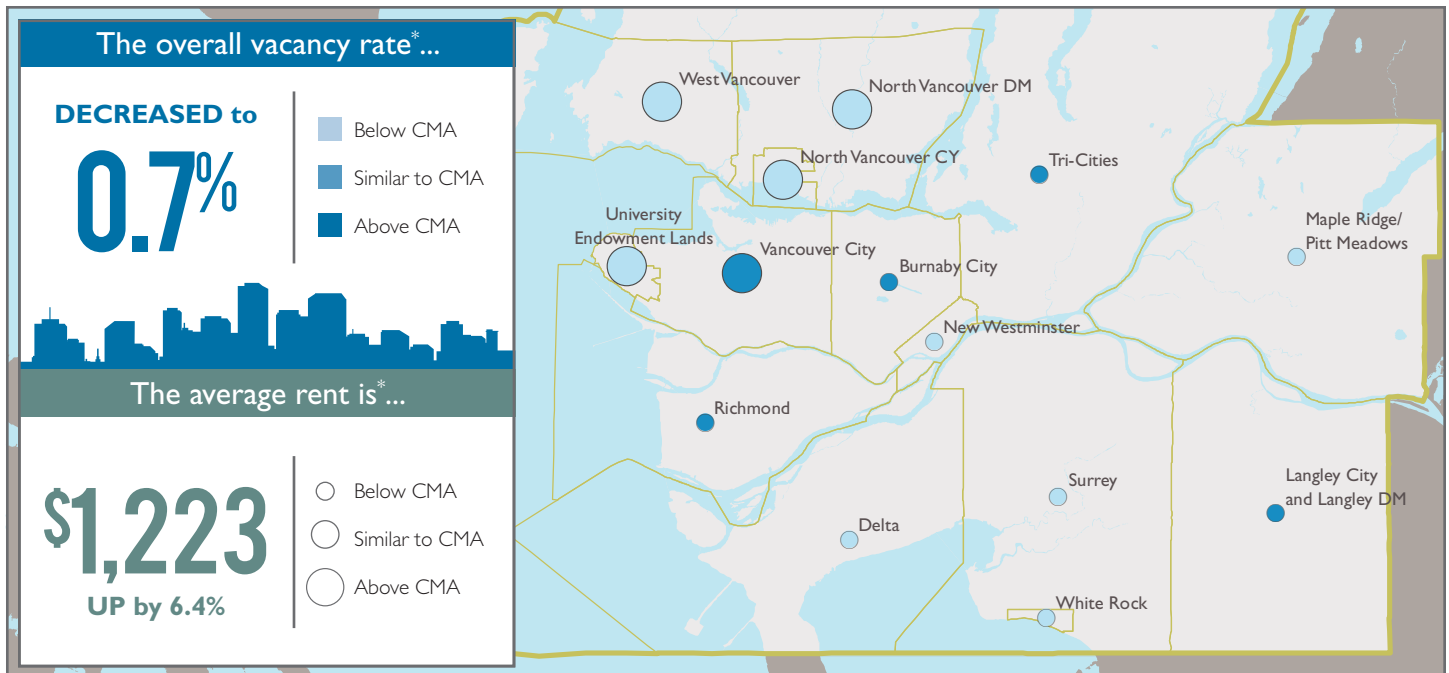 The overall vacancy rate*...
DECREASED to
0.7%
Below CMA
Similar to CMA
Above CMA
The average rent is*...
$1,223
UP by 6.4%
Below CMA
Similar to CMA
Above CMA
West Vancouver
North Vancouver DM
North Vancouver CY
Tri-Cities
University
Endowment Lands
Vancouver City
Burnaby City
Maple Ridge/
Pitt Meadows
New Westminster
Richmond
Surrey
Langley City
and Langley DM
Delta
White Rock